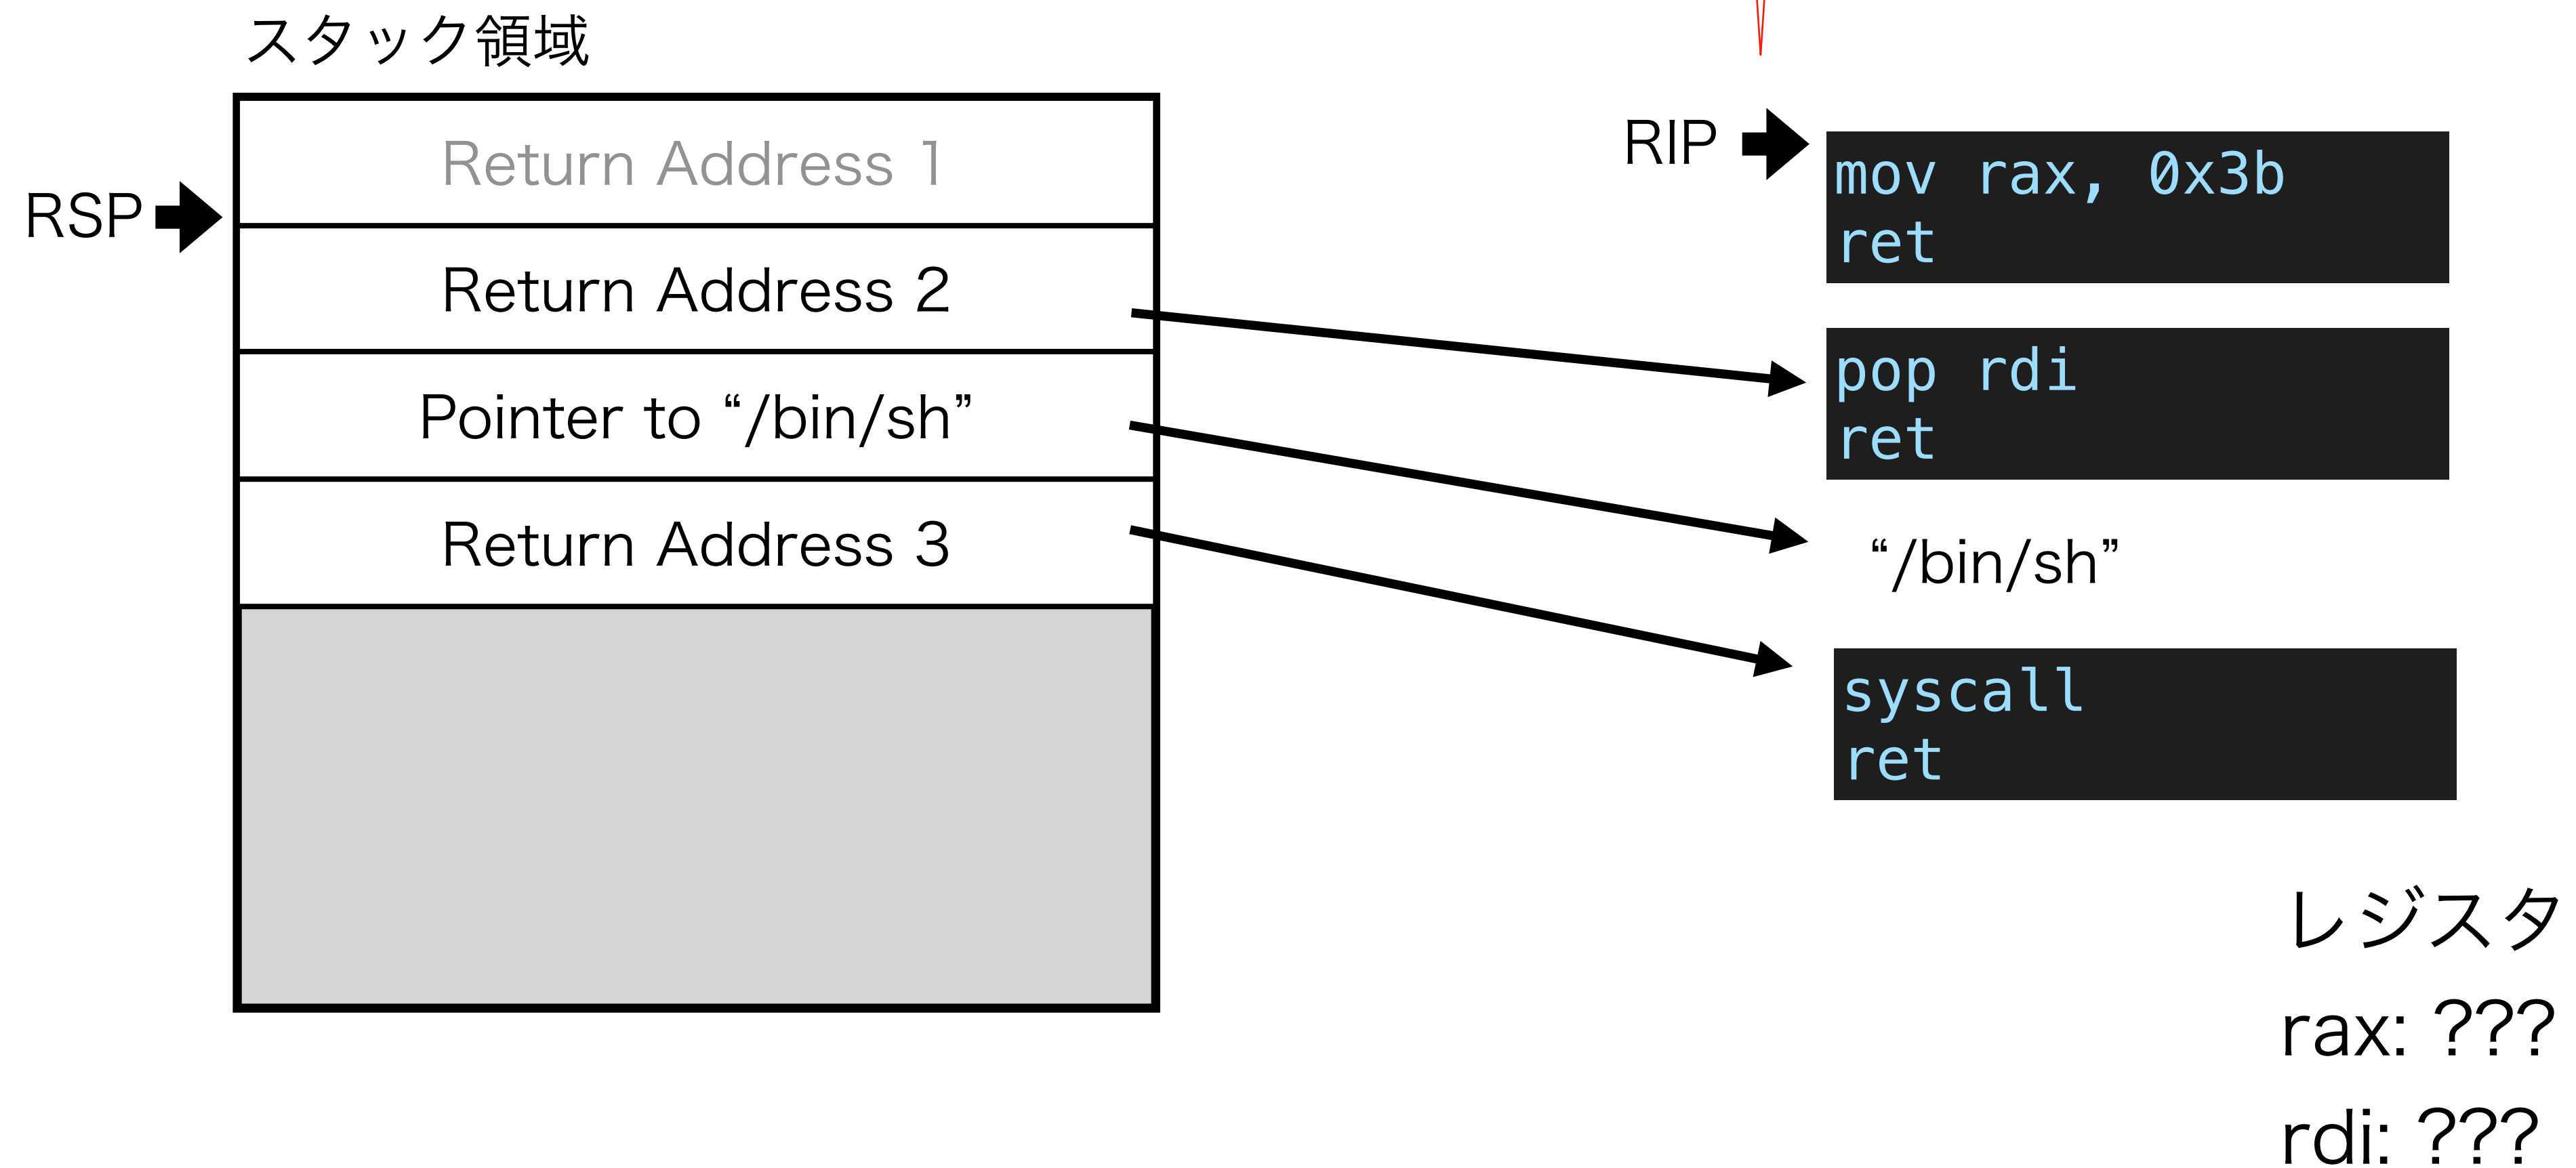 スタック領域
RSP
Return Address 1
Return Address 2
Pointer to “/bin/sh”
Return Address 3
RIP
mov rax, 0x3b
ret
pop rdi
ret
“/bin/sh”
syscall
ret
レジスタ
rax: ???
rdi: ???